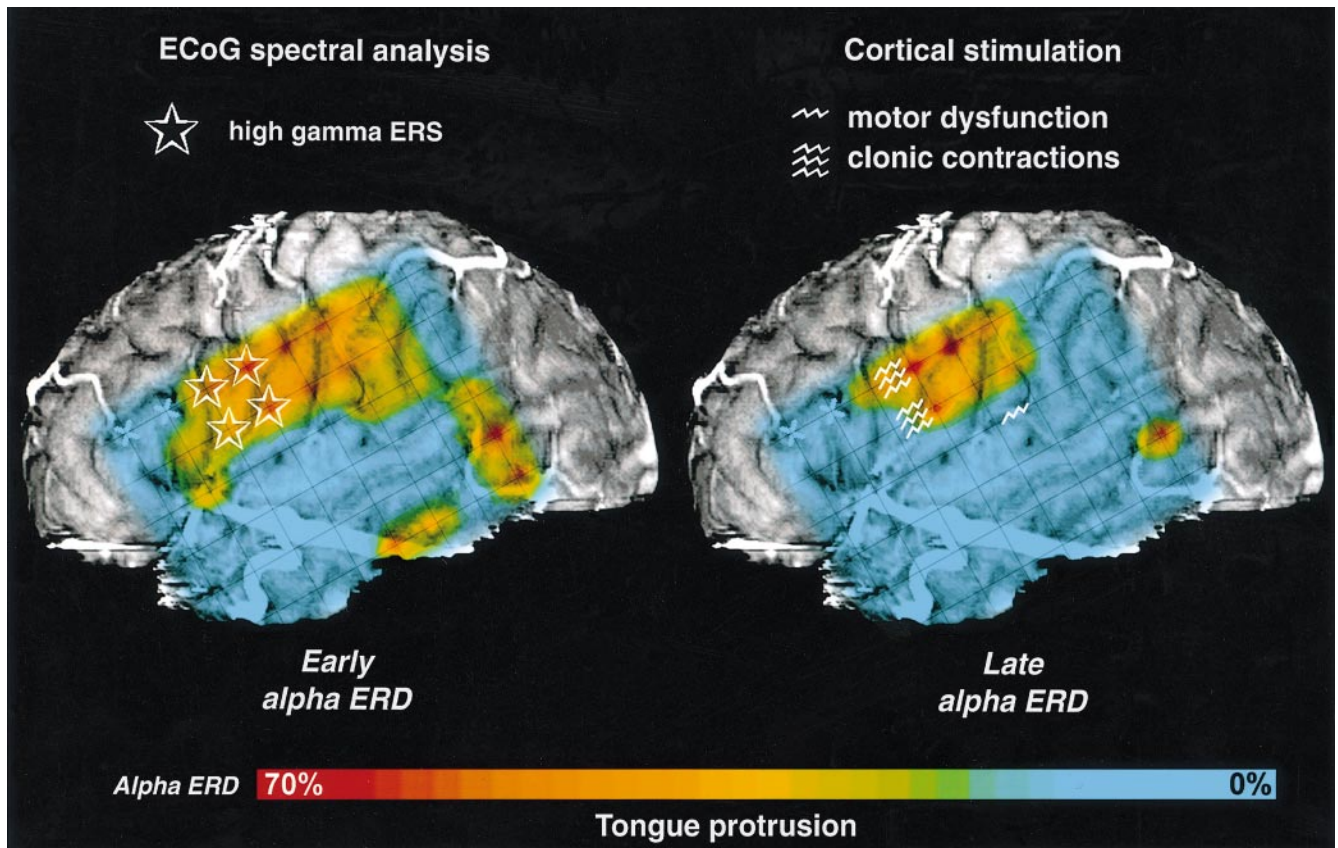 ECoG spectral analysis
high gamma ERS
Cortical stimulation
motor dysfunction
clonic contractions
Early
alpha ERD
Late
alpha ERD
Alpha ERD 70% 0%
Tongue protrusion